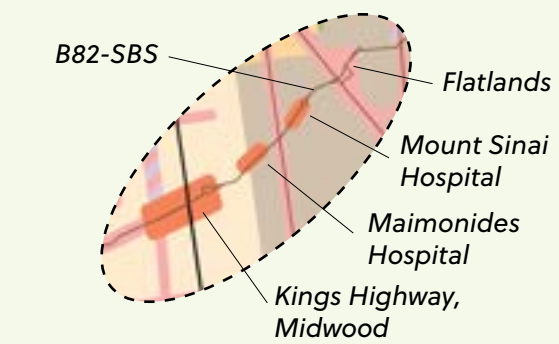 B82-SBS
Flatlands
Mount Sinai
Hospital
Maimonides
Hospital
Kings Highway,
Midwood